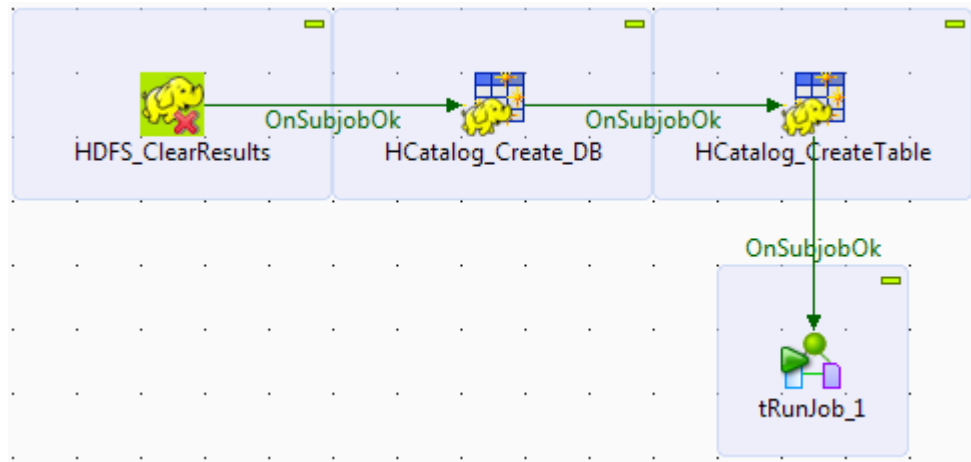 OnSubjobOk
OnSubjobOk
HDFS_ClearResults
HCatalog_Create_DB
HCatalog_CreateTable
OnSubjobOk
tRunJob_1